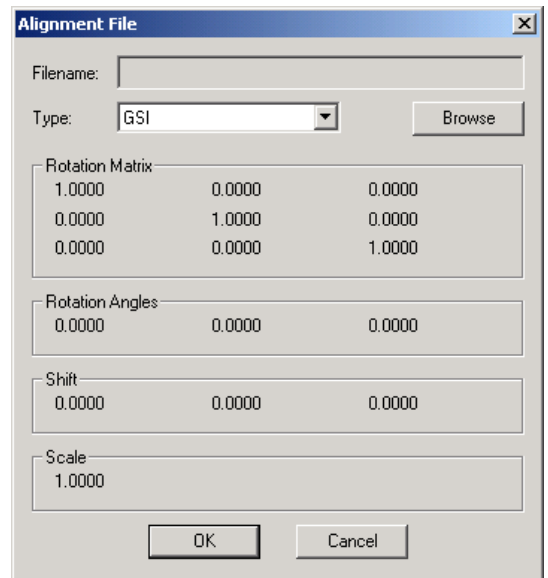 Alignment File
Filename:
Type: GSI Browse
Rotation Matrix
1.0000 0.0000 0.0000
0.0000 1.0000 0.0000
0.0000 0.0000 1.0000
Rotation Angles
0.0000 0.0000 0.0000
Shift
0.0000 0.0000 0.0000
Scale
1.0000
OK Cancel